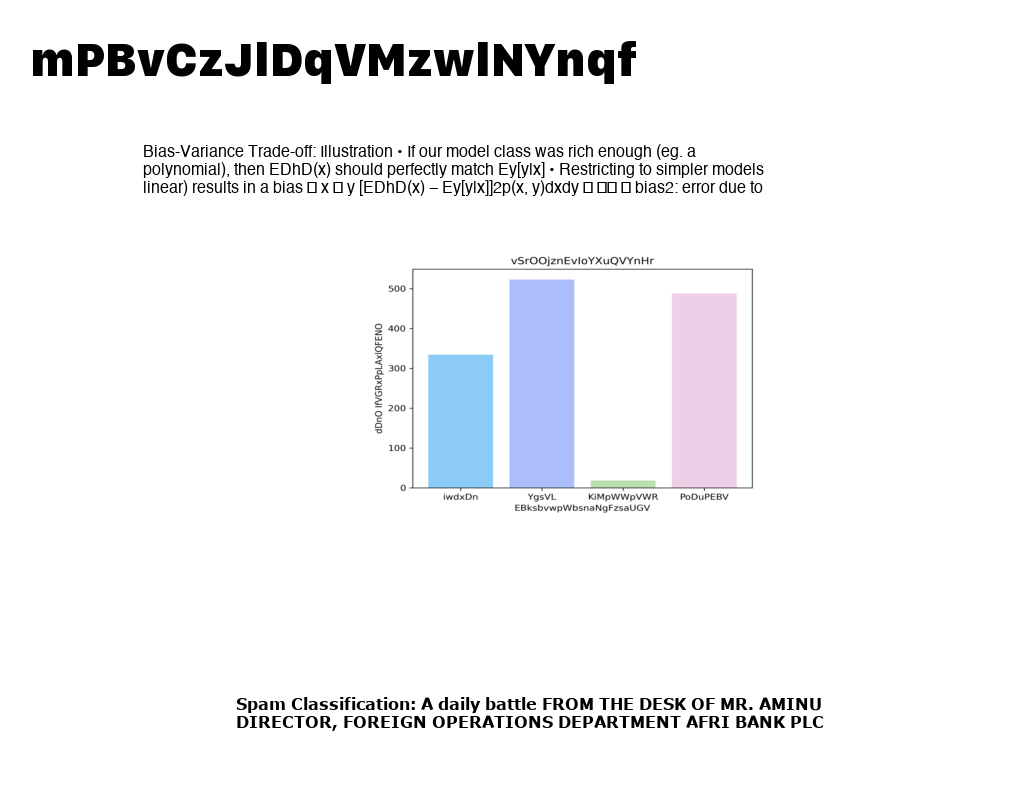 mPBvCzJlDqVMzwlNYnqf
Bias-Variance Trade-off: Illustration • If our model class was rich enough (eg. a
polynomial), then EDhD(x) should perfectly match Ey[y|x] • Restricting to simpler models
linear) results in a bias □ x □ y [EDhD(x) – Ey[y|x]]2p(x, y)dxdy □ □□ □ bias2: error due to
vSrOOjznEvIoYXuQVYnHr
dDnO IfVGRxPpLAxlQFENO
500
400
300
200
100
0
iwdxDn YgsVL KiMpWWpVWR PoDuPEBV
EBksbvwpWbsnaNgFzsaUGV
Spam Classification: A daily battle FROM THE DESK OF MR. AMINU
DIRECTOR, FOREIGN OPERATIONS DEPARTMENT AFRI BANK PLC